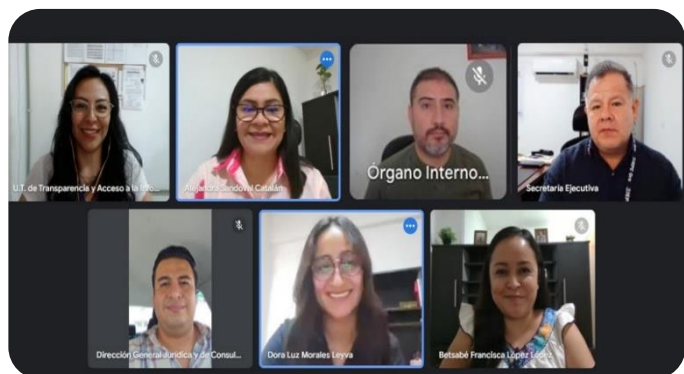 U.T. de Transparencia y Acceso a la Info...
Alejandra Sandoval Catalán
Órgano Interno...
Secretaría Ejecutiva
Dirección General Jurídica y de Consul...
Dora Luz Morales Leyva
Betsabé Francisca López López